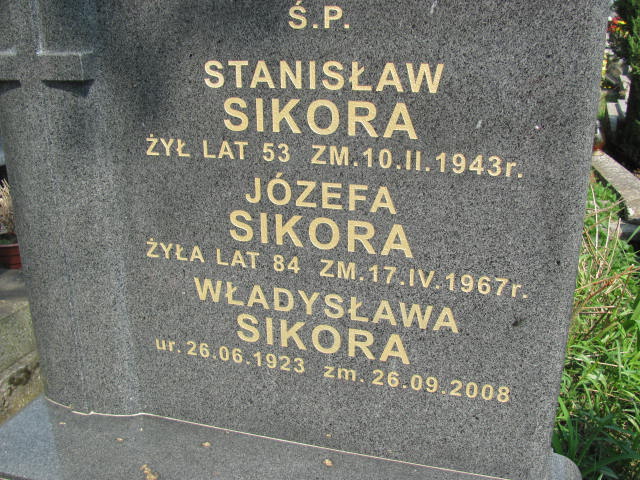 Ś.P.
STANISŁAW
SIKORA
ŻYŁ LAT 53 ZM.10.II.1943r.
JÓZEFA
SIKORA
ŻYŁA LAT 84 ZM.17.IV.1967r.
WŁADYSŁAWA
SIKORA
ur.26.06.1923 zm.26.09.2008